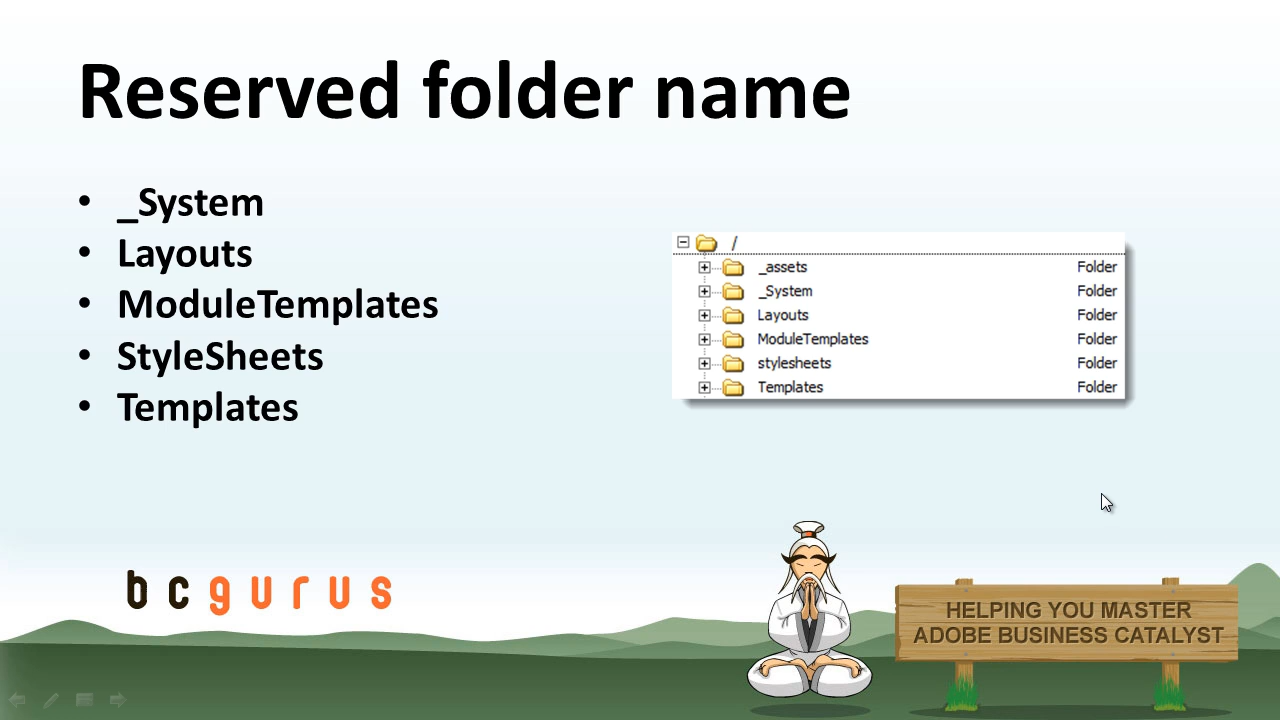 Reserved folder name
• _System
• Layouts
• ModuleTemplates
• StyleSheets
• Templates
/
_assets Folder
_System Folder
Layouts Folder
ModuleTemplates Folder
stylesheets Folder
Templates Folder
bcgurus
HELPING YOU MASTER
ADOBE BUSINESS CATALYST